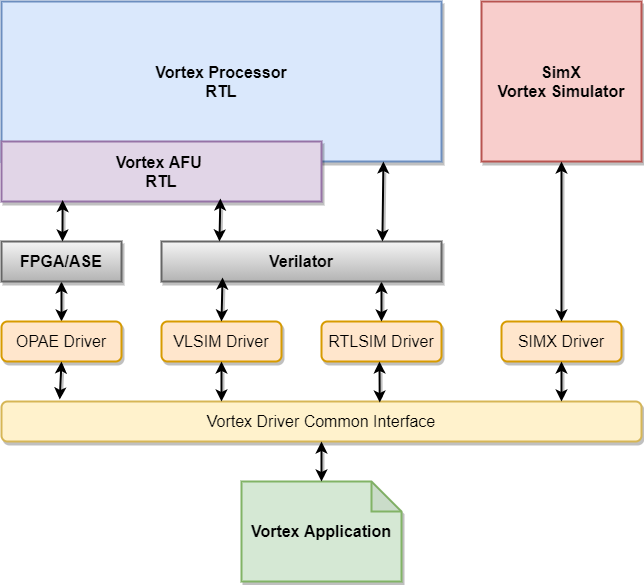 Vortex Processor
RTL
SimX
Vortex Simulator
Vortex AFU
RTL
FPGA/ASE
Verilator
OPAE Driver
VLSIM Driver
RTLSIM Driver
SIMX Driver
Vortex Driver Common Interface
Vortex Application